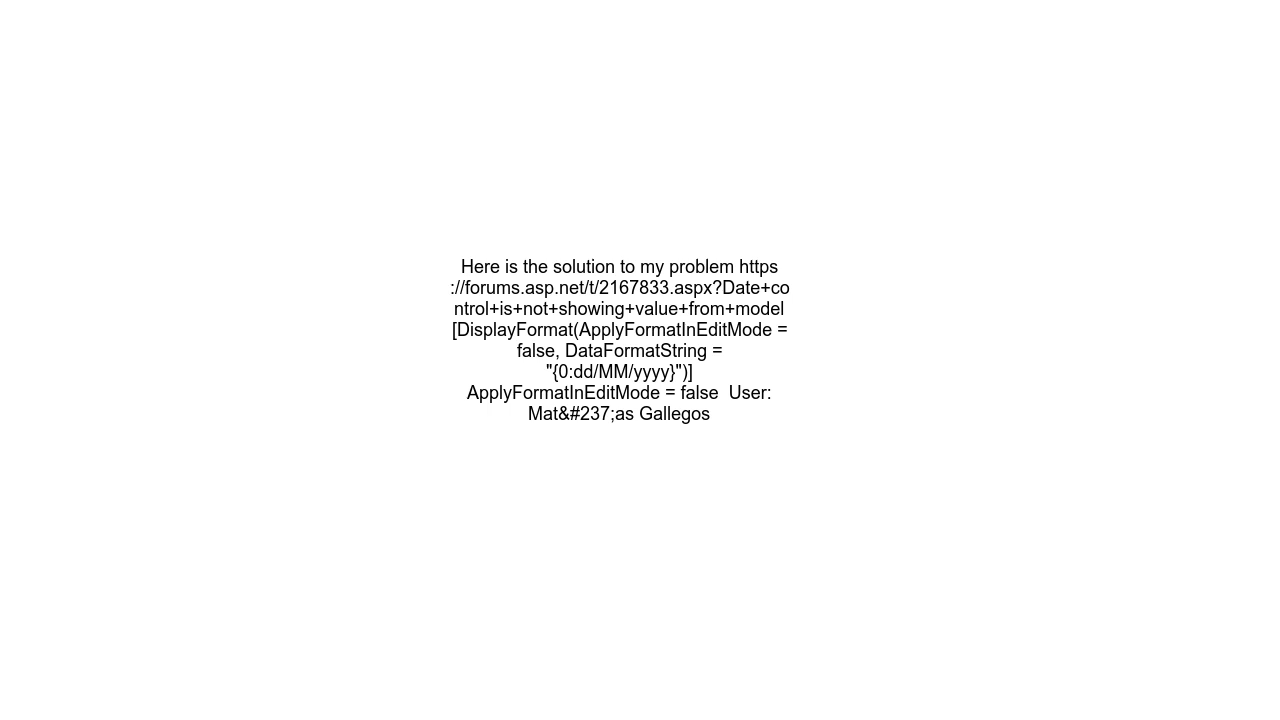 Here is the solution to my problem https
://forums.asp.net/t/2167833.aspx?Date+co
ntrol+is+not+showing+value+from+model
[DisplayFormat(ApplyFormatInEditMode =
false, DataFormatString =
"{0:dd/MM/yyyy}")]
ApplyFormatInEditMode = false  User:
Mat&#237;as Gallegos